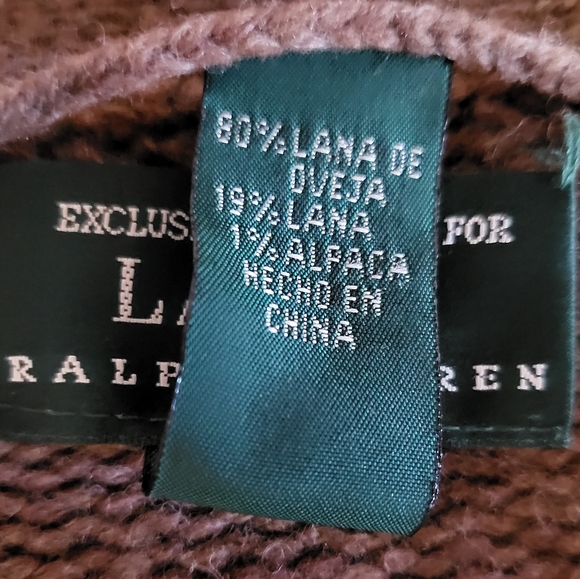 80% LANA DE
OVEJA
19% LANA
1% ALPACA
HECHO EN
CHINA
EXCLUS FOR
L
RALP REN